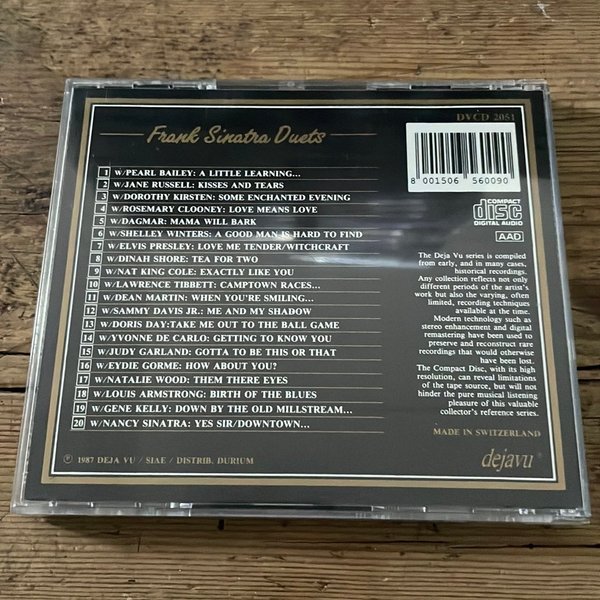 DVCD 2051
Frank Sinatra Duets
8 001506 560090
COMPACT
disc
DIGITAL AUDIO
AAD
1 W/PEARL BAILEY: A LITTLE LEARNING...
2 W/JANE RUSSELL: KISSES AND TEARS
3 W/DOROTHY KIRSTEN: SOME ENCHANTED EVENING
4 W/ROSEMARY CLOONEY: LOVE MEANS LOVE
5 W/DAGMAR: MAMA WILL BARK
6 W/SHELLEY WINTERS: A GOOD MAN IS HARD TO FIND
7 W/ELVIS PRESLEY: LOVE ME TENDER/WITCHCRAFT
8 W/DINAH SHORE: TEA FOR TWO
9 W/NAT KING COLE: EXACTLY LIKE YOU
10 W/LAWRENCE TIBBETT: CAMPTOWN RACES...
11 W/DEAN MARTIN: WHEN YOU'RE SMILING...
12 W/SAMMY DAVIS JR.: ME AND MY SHADOW
13 W/DORIS DAY:TAKE ME OUT TO THE BALL GAME
14 W/YVONNE DE CARLO: GETTING TO KNOW YOU
15 W/JUDY GARLAND: GOTTA TO BE THIS OR THAT
16 W/EYDIE GORME: HOW ABOUT YOU?
17 W/NATALIE WOOD: THEM THERE EYES
18 W/LOUIS ARMSTRONG: BIRTH OF THE BLUES
19 W/GENE KELLY: DOWN BY THE OLD MILLSTREAM...
20 W/NANCY SINATRA: YES SIR/DOWNTOWN...
The Deja Vu series is compiled
from early, and in many cases,
historical recordings.
Any collection reflects not only
different periods of the artist's
work but also the varying, often
limited, recording techniques
available at the time.
Modern technology such as
stereo enhancement and digital
remastering have been used to
preserve and reconstruct rare
recordings that would otherwise
have been lost.
The Compact Disc, with its high
resolution, can reveal limitations
of the tape source, but will not
hinder the pure musical listening
pleasure of this valuable
collector's reference series.
MADE IN SWITZERLAND
℗ 1987 DEJA VU / SIAE / DISTRIB. DURIUM
dejavu®